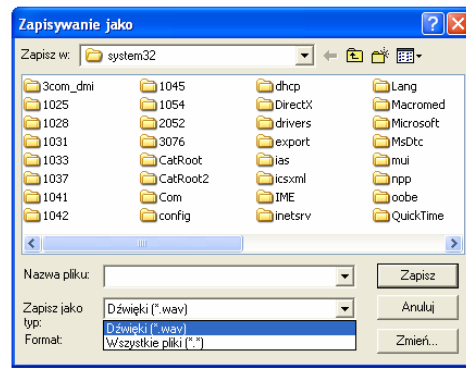 Zapisywanie jako
Zapisz w: system32
3com_dmi 1045 dhcp Lang
1025 1054 DirectX Macromed
1028 2052 drivers Microsoft
1031 3076 export MsDtc
1033 CatRoot ias mui
1037 CatRoot2 icsxml npp
1041 Com IME oobe
1042 config inetsrv QuickTime
Nazwa pliku: Zapisz
Zapisz jako typ: Dźwięki (*.wav) Anuluj
Dźwięki (*.wav)
Format: Wszystkie pliki (*.*) Zmień...